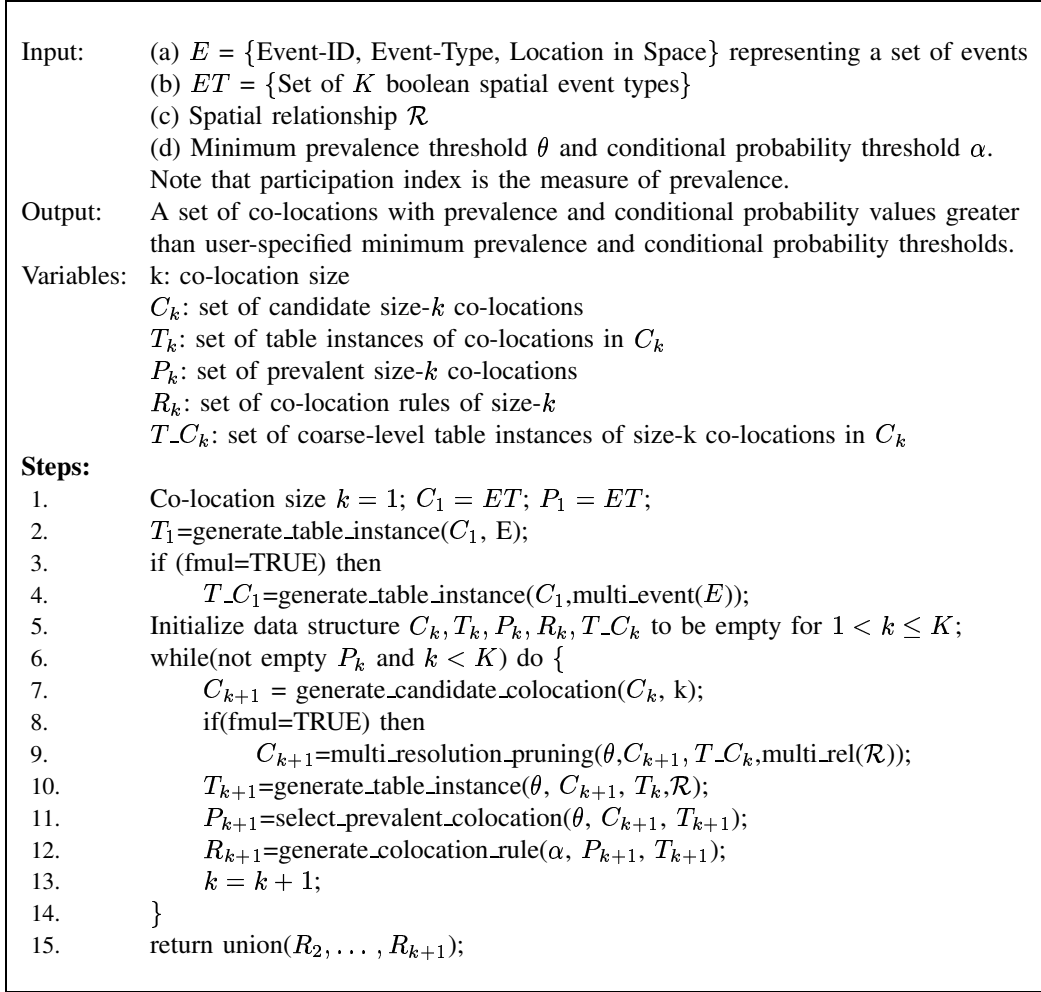 Input: (a) E = {Event-ID, Event-Type, Location in Space} representing a set of events
(b) ET = {Set of K boolean spatial event types}
(c) Spatial relationship R
(d) Minimum prevalence threshold θ and conditional probability threshold α.
Note that participation index is the measure of prevalence.
Output: A set of co-locations with prevalence and conditional probability values greater
than user-specified minimum prevalence and conditional probability thresholds.
Variables: k: co-location size
C_k: set of candidate size-k co-locations
T_k: set of table instances of co-locations in C_k
P_k: set of prevalent size-k co-locations
R_k: set of co-location rules of size-k
T_C_k: set of coarse-level table instances of size-k co-locations in C_k
Steps:
1. Co-location size k = 1; C_1 = ET; P_1 = ET;
2. T_1=generate_table_instance(C_1, E);
3. if (fmul=TRUE) then
4. T_C_1=generate_table_instance(C_1,multi_event(E));
5. Initialize data structure C_k, T_k, P_k, R_k, T_C_k to be empty for 1 < k ≤ K;
6. while(not empty P_k and k < K) do {
7. C_{k+1} = generate_candidate_colocation(C_k, k);
8. if(fmul=TRUE) then
9. C_{k+1}=multi_resolution_pruning(θ,C_{k+1}, T_C_k,multi_rel(R));
10. T_{k+1}=generate_table_instance(θ, C_{k+1}, T_k,R);
11. P_{k+1}=select_prevalent_colocation(θ, C_{k+1}, T_{k+1});
12. R_{k+1}=generate_colocation_rule(α, P_{k+1}, T_{k+1});
13. k = k + 1;
14. }
15. return union(R_2, . . . , R_{k+1});